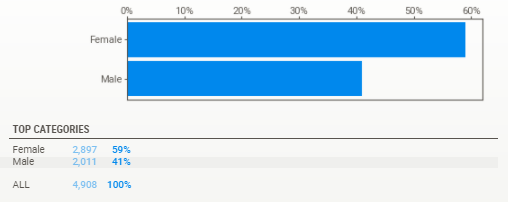 0% 10% 20% 30% 40% 50% 60%
Female
Male
TOP CATEGORIES
Female 2,897 59%
Male 2,011 41%
ALL 4,908 100%